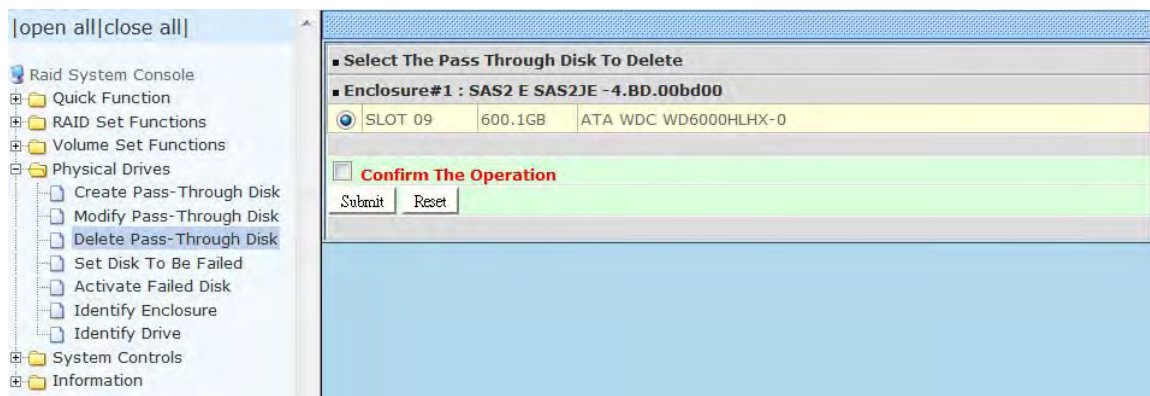 |open all|close all|
Raid System Console
Quick Function
RAID Set Functions
Volume Set Functions
Physical Drives
Create Pass-Through Disk
Modify Pass-Through Disk
Delete Pass-Through Disk
Set Disk To Be Failed
Activate Failed Disk
Identify Enclosure
Identify Drive
System Controls
Information
Select The Pass Through Disk To Delete
Enclosure#1 : SAS2 E SAS2JE -4.BD.00bd00
SLOT 09 600.1GB ATA WDC WD6000HLHX-0
Confirm The Operation
Submit Reset